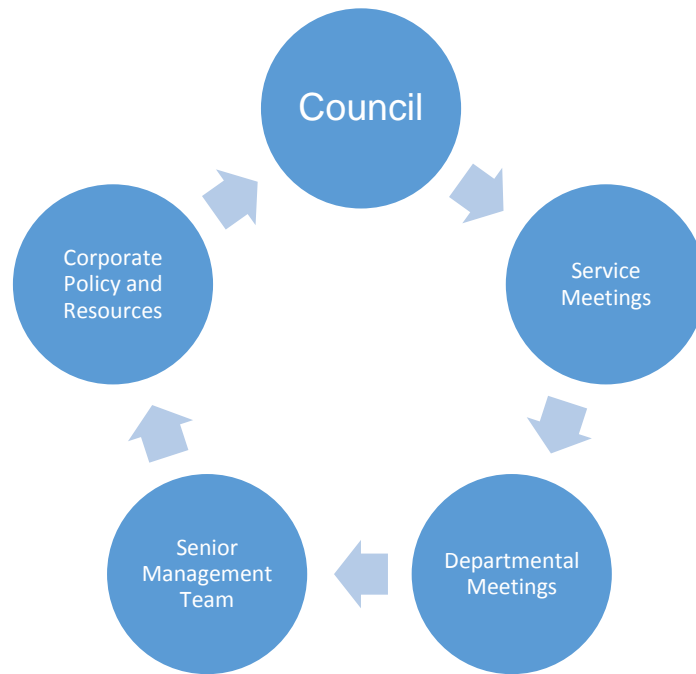 Council
Service
Meetings
Departmental
Meetings
Senior
Management
Team
Corporate
Policy and
Resources